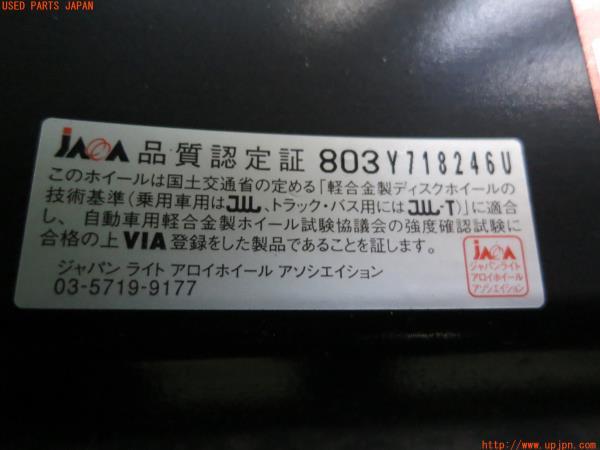 USED PARTS JAPAN
JAWA 品質認定証 803Y718246U
このホイールは国土交通省の定める「軽合金製ディスクホイールの
技術基準(乗用車用はJWL、トラック・バス用にはJWL-T)」に適合
し、自動車用軽合金製ホイール試験協議会の強度確認試験に
合格の上VIA登録をした製品であることを証します。
ジャパン ライト アロイホイール アソシエイション
03-5719-9177
JAWA
ジャパンライト
アロイホイール
アソシエイション
http://www.upjpn.com/